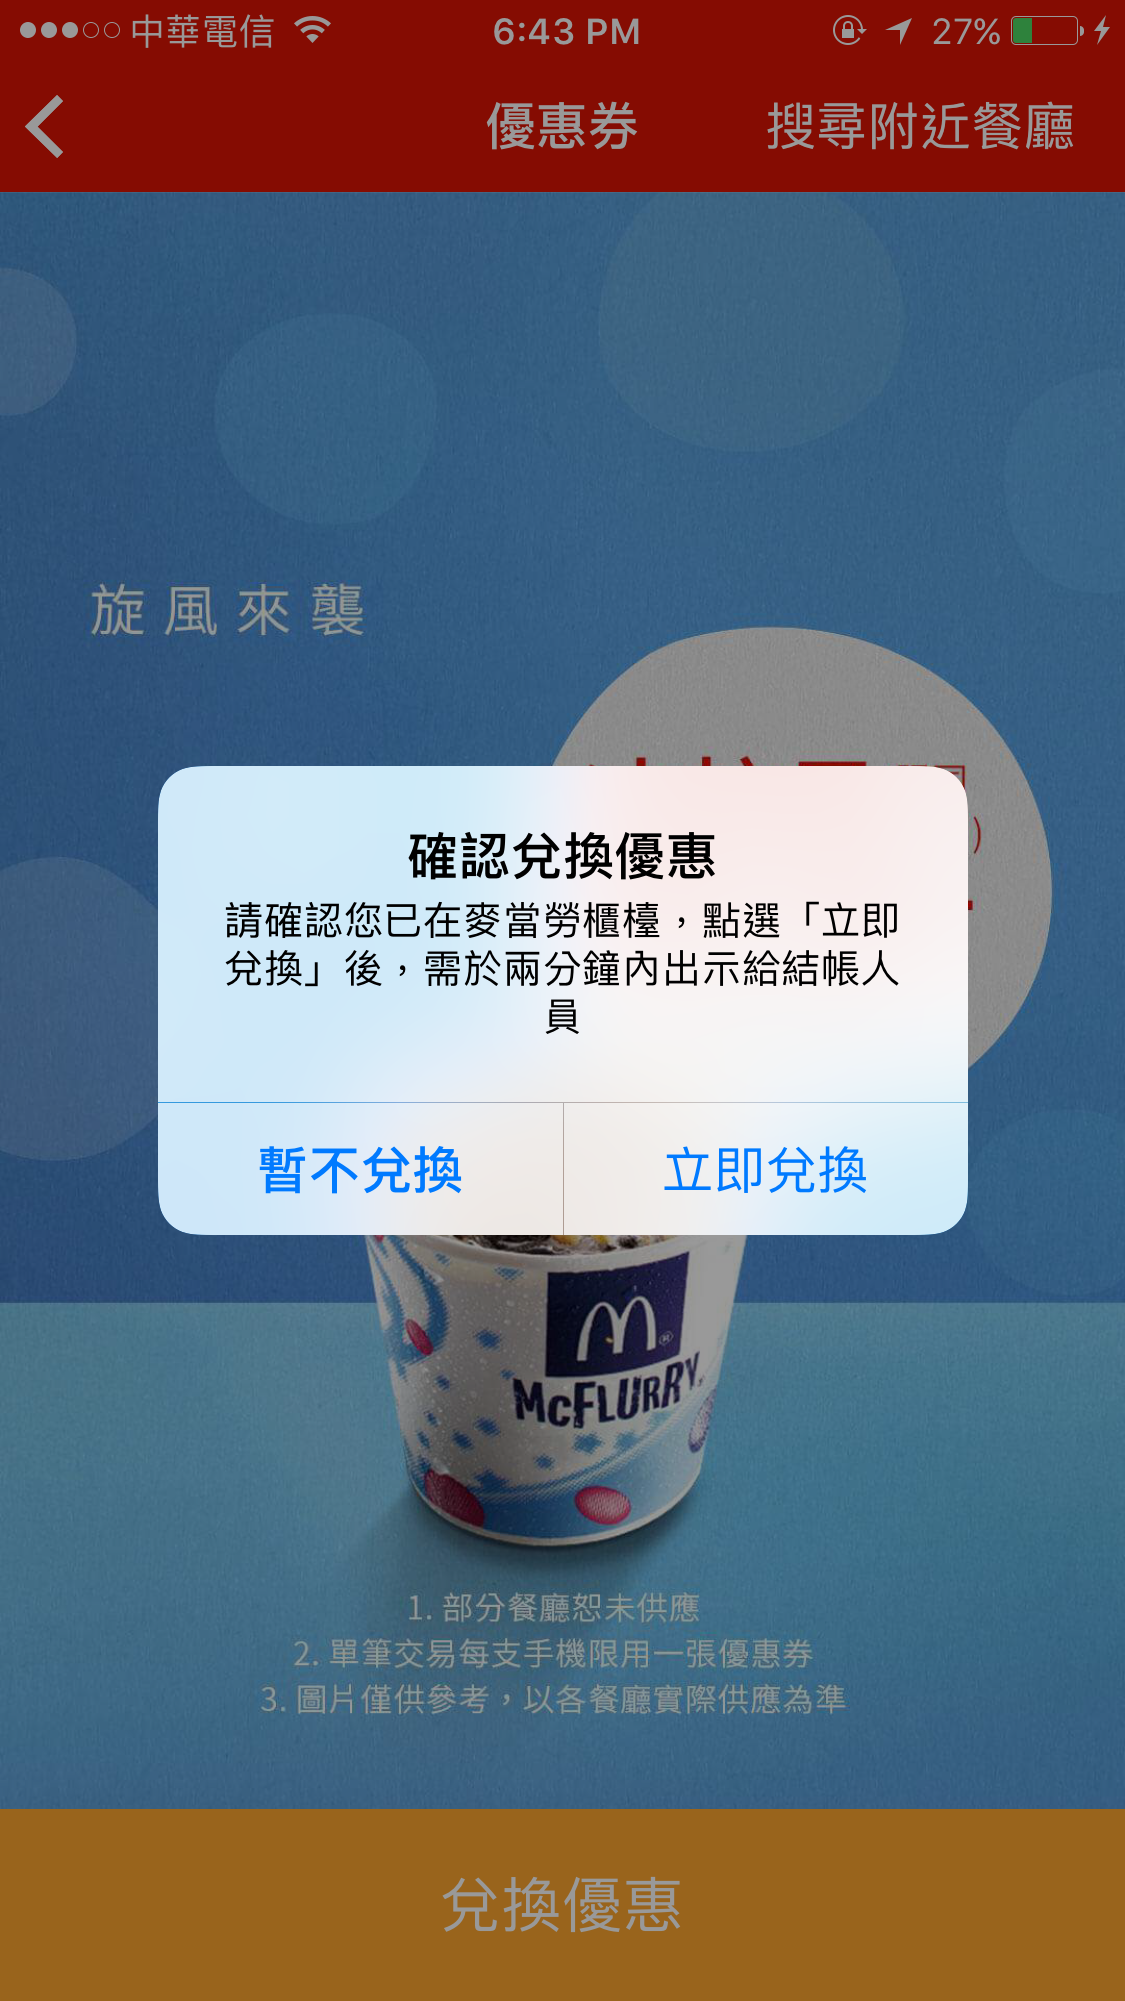 中華電信
6:43 PM
27%
優惠券
搜尋附近餐廳
旋風來襲
確認兌換優惠
請確認您已在麥當勞櫃檯，點選「立即
兌換」後，需於兩分鐘內出示給結帳人
員
暫不兌換
立即兌換
McFLURRY
1. 部分餐廳恕未供應
2. 單筆交易每支手機限用一張優惠券
3. 圖片僅供參考，以各餐廳實際供應為準
兌換優惠